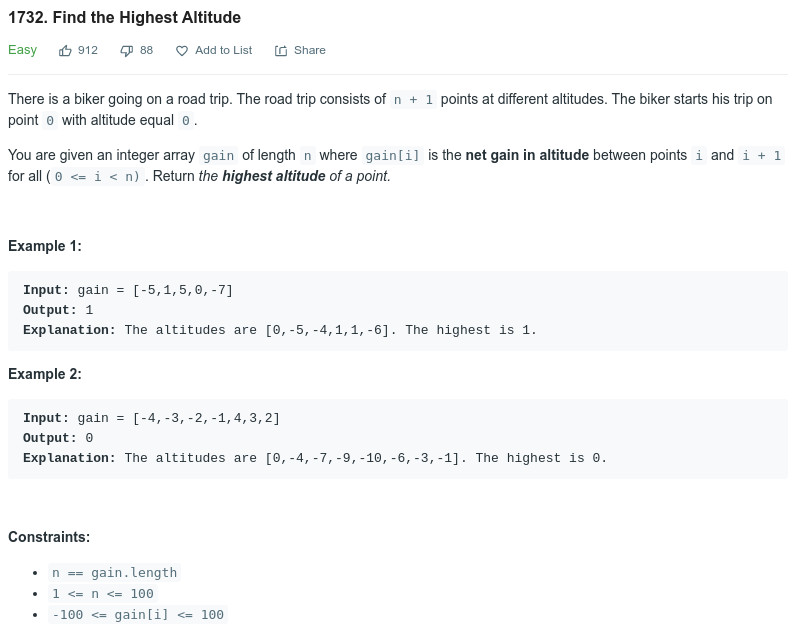 1732. Find the Highest Altitude
Easy 912 88 Add to List Share
There is a biker going on a road trip. The road trip consists of n + 1 points at different altitudes. The biker starts his trip on
point 0 with altitude equal 0.
You are given an integer array gain of length n where gain[i] is the net gain in altitude between points i and i + 1
for all (0 <= i < n). Return the highest altitude of a point.
Example 1:
Input: gain = [-5,1,5,0,-7]
Output: 1
Explanation: The altitudes are [0,-5,-4,1,1,-6]. The highest is 1.
Example 2:
Input: gain = [-4,-3,-2,-1,4,3,2]
Output: 0
Explanation: The altitudes are [0,-4,-7,-9,-10,-6,-3,-1]. The highest is 0.
Constraints:
• n == gain.length
• 1 <= n <= 100
• -100 <= gain[i] <= 100